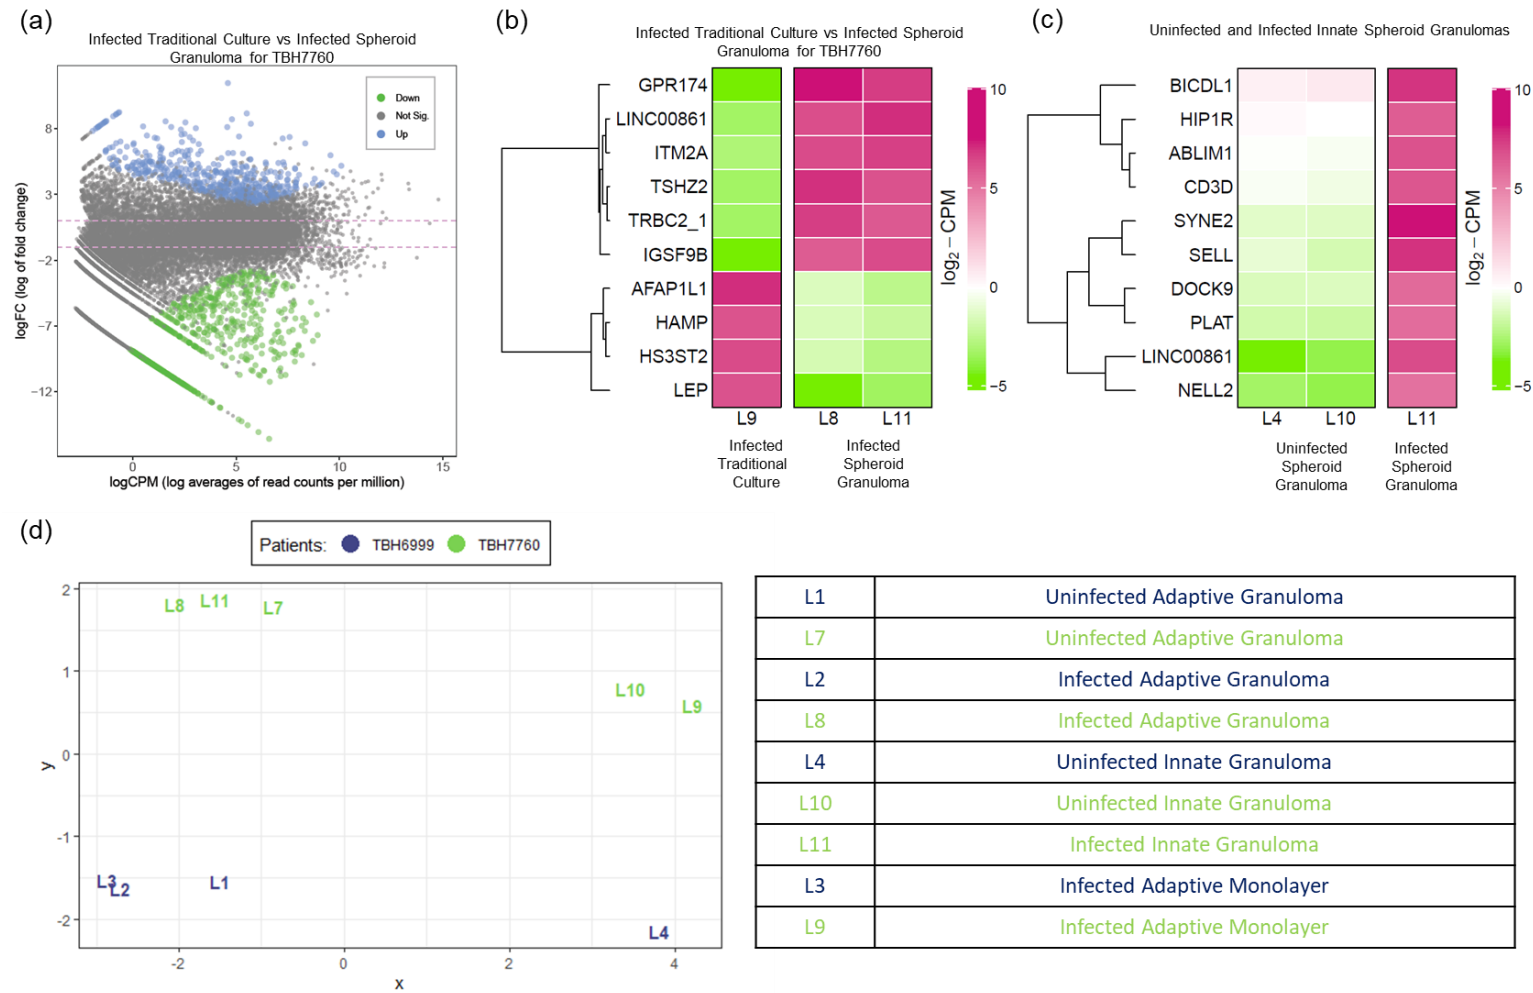 (a)
Infected Traditional Culture vs Infected Spheroid
Granuloma for TBH7760
Down
Not Sig.
Up
8
3
−2
−7
−12
logFC (log of fold change)
0
5
10
15
logCPM (log averages of read counts per million)
(b)
Infected Traditional Culture vs Infected Spheroid
Granuloma for TBH7760
GPR174
LINC00861
ITM2A
TSHZ2
TRBC2_1
IGSF9B
AFAP1L1
HAMP
HS3ST2
LEP
L9
L8
L11
Infected
Traditional
Culture
Infected
Spheroid
Granuloma
log2−CPM
10
5
0
−5
(c)
Uninfected and Infected Innate Spheroid Granulomas
BICDL1
HIP1R
ABLIM1
CD3D
SYNE2
SELL
DOCK9
PLAT
LINC00861
NELL2
L4
L10
L11
Uninfected
Spheroid
Granuloma
Infected
Spheroid
Granuloma
log2−CPM
10
5
0
−5
(d)
Patients: TBH6999 TBH7760
2
1
0
-1
-2
y
L8
L11
L7
L10
L9
L3
L2
L1
L4
-2
0
2
4
x
L1 Uninfected Adaptive Granuloma
L7 Uninfected Adaptive Granuloma
L2 Infected Adaptive Granuloma
L8 Infected Adaptive Granuloma
L4 Uninfected Innate Granuloma
L10 Uninfected Innate Granuloma
L11 Infected Innate Granuloma
L3 Infected Adaptive Monolayer
L9 Infected Adaptive Monolayer